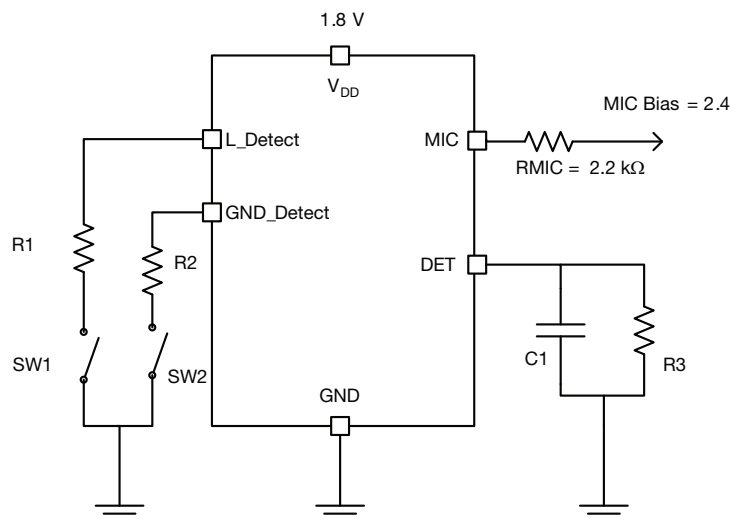 1.8 V
V_DD
MIC Bias = 2.4
L_Detect
MIC
RMIC = 2.2 kΩ
GND_Detect
R1
R2
DET
C1
R3
SW1
SW2
GND